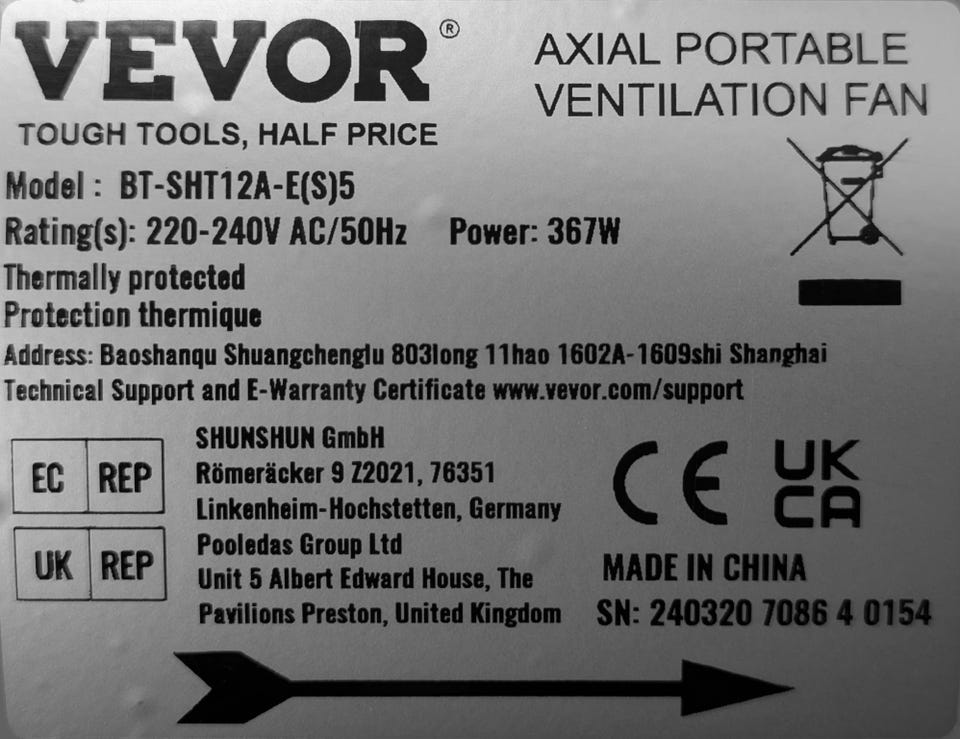 VEVOR®
AXIAL PORTABLE
VENTILATION FAN
TOUGH TOOLS, HALF PRICE
Model : BT-SHT12A-E(S)5
Rating(s): 220-240V AC/50Hz Power: 367W
Thermally protected
Protection thermique
Address: Baoshanqu Shuangchenglu 803long 11hao 1602A-1609shi Shanghai
Technical Support and E-Warranty Certificate www.vevor.com/support
EC REP
SHUNSHUN GmbH
Römeräcker 9 Z2021, 76351
Linkenheim-Hochstetten, Germany
UK REP
Pooledas Group Ltd
Unit 5 Albert Edward House, The
Pavilions Preston, United Kingdom
CE
UK
CA
MADE IN CHINA
SN: 240320 7086 4 0154